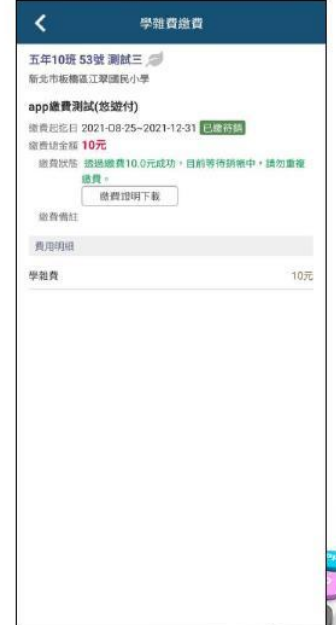 學雜費繳費
五年10班 53號 測試三
新北市板橋區江翠國民小學
app繳費測試(悠遊付)
繳費起迄日 2021-08-25~2021-12-31 已繳待銷
繳費總金額 10元
繳費狀態 透過繳費10.0元成功，目前等待銷帳中，請勿重複
繳費。
繳費證明下載
繳費備註
費用明細
學雜費 10元